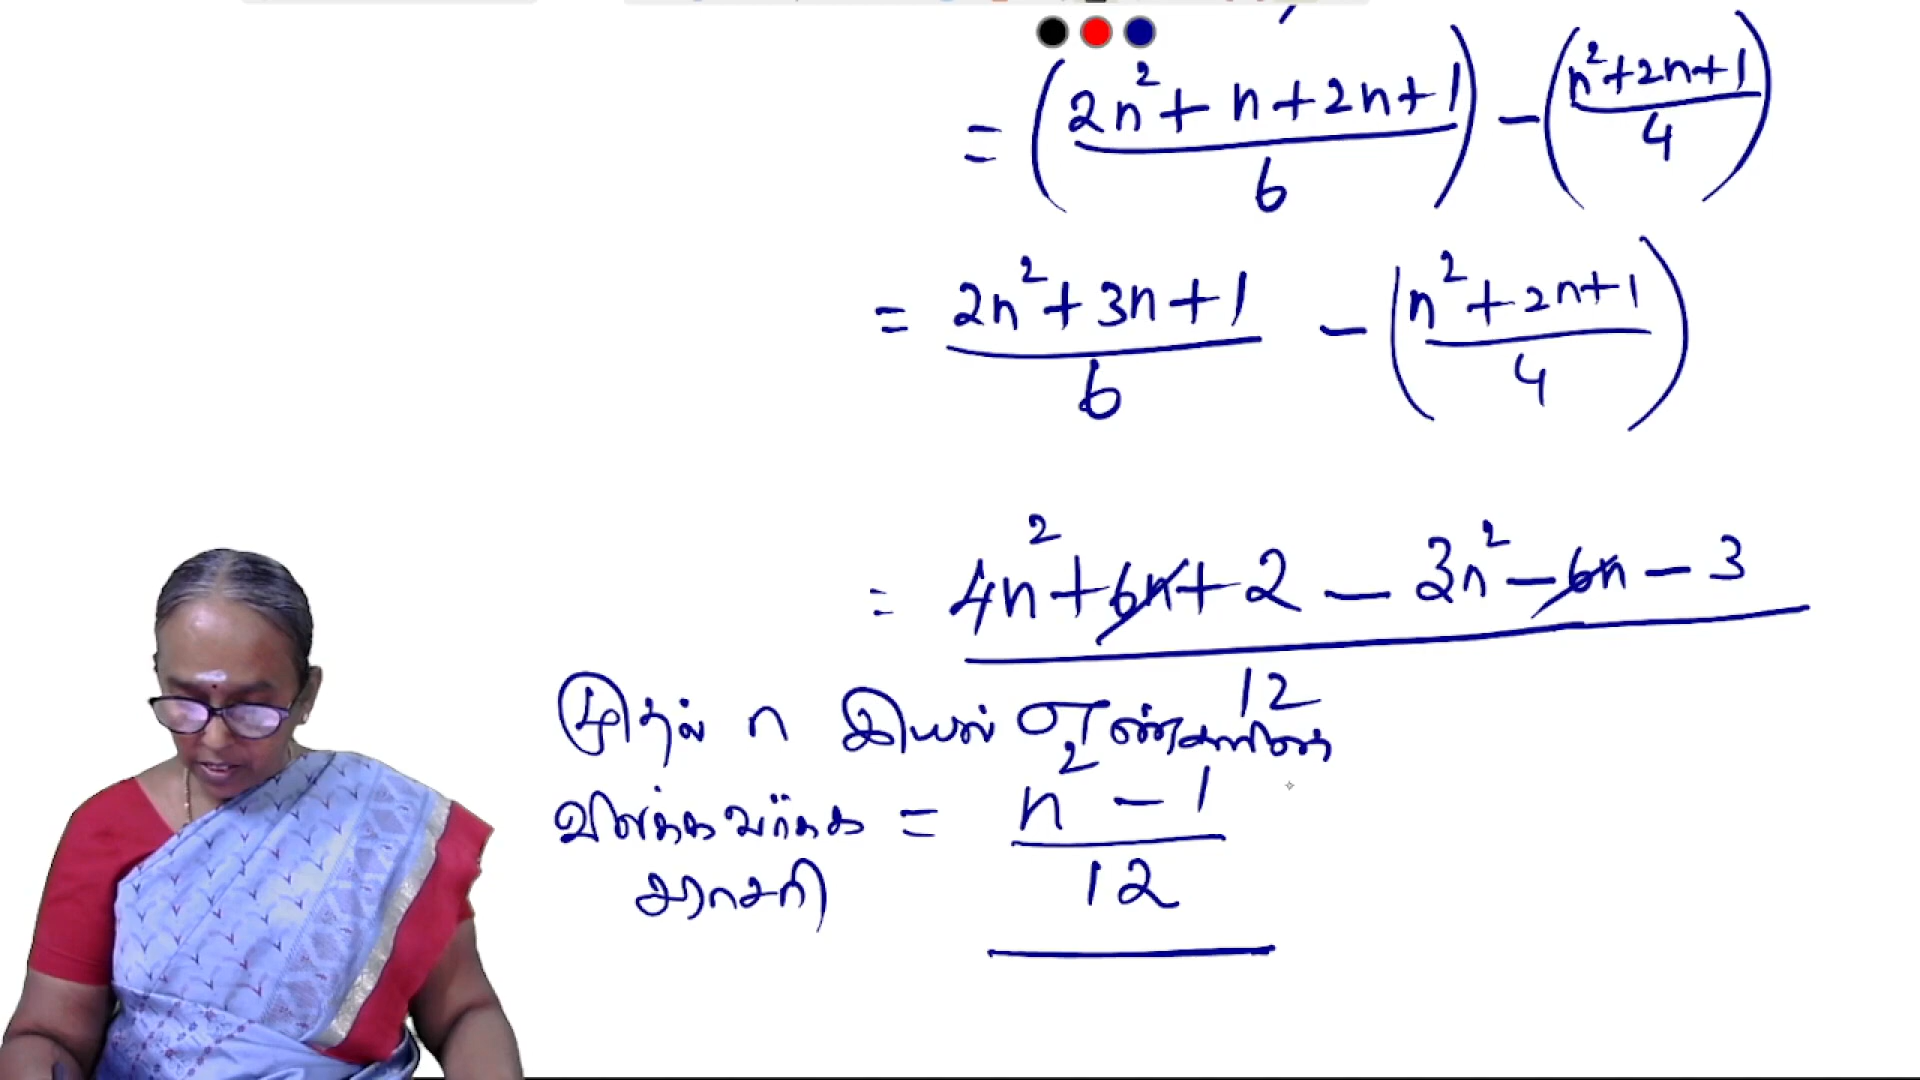 = (2n² + n + 2n + 1 / 6) - (n² + 2n + 1 / 4)
= 2n² + 3n + 1 / 6 - (n² + 2n + 1 / 4)
= 4n² + 6n + 2 - 3n² - 6n - 3 / 12
முதல் n இயல் எண்களின்
விலக்கவர்க்க = n² - 1 / 12
சராசரி